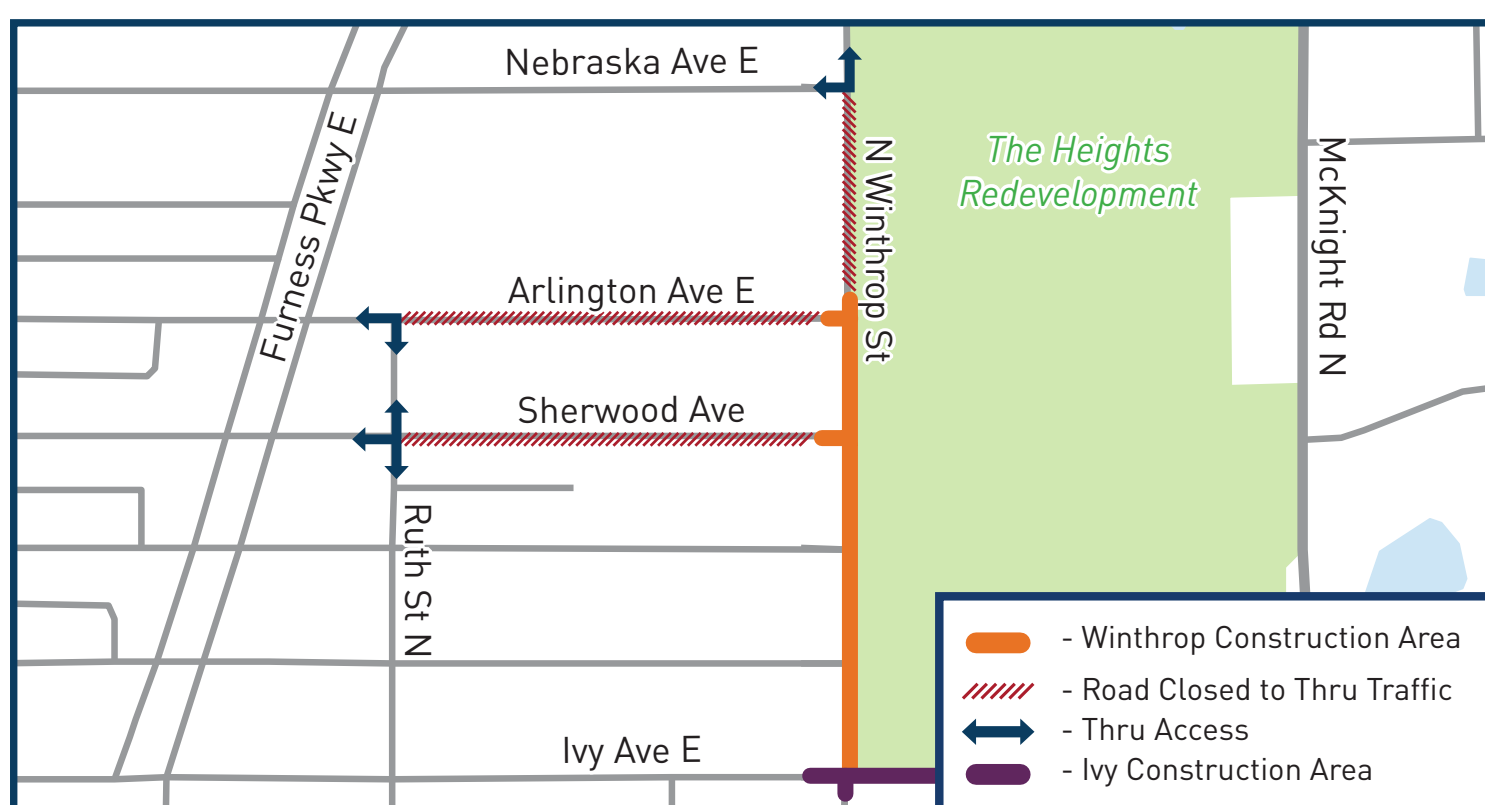 Nebraska Ave E
Furness Pkwy E
N Winthrop St
The Heights
Redevelopment
McKnight Rd N
Arlington Ave E
Sherwood Ave
Ruth St N
Ivy Ave E
- Winthrop Construction Area
- Road Closed to Thru Traffic
- Thru Access
- Ivy Construction Area